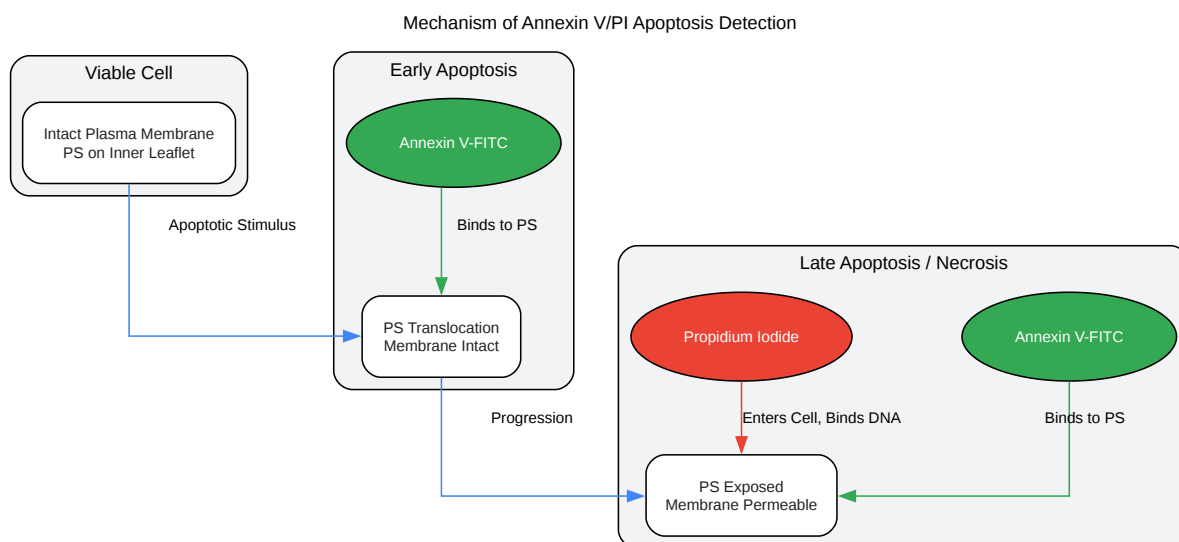 Mechanism of Annexin V/PI Apoptosis Detection
Viable Cell
Intact Plasma Membrane
PS on Inner Leaflet
Apoptotic Stimulus
Early Apoptosis
Annexin V-FITC
Binds to PS
PS Translocation
Membrane Intact
Progression
Late Apoptosis / Necrosis
Propidium Iodide
Annexin V-FITC
Enters Cell, Binds DNA
Binds to PS
PS Exposed
Membrane Permeable